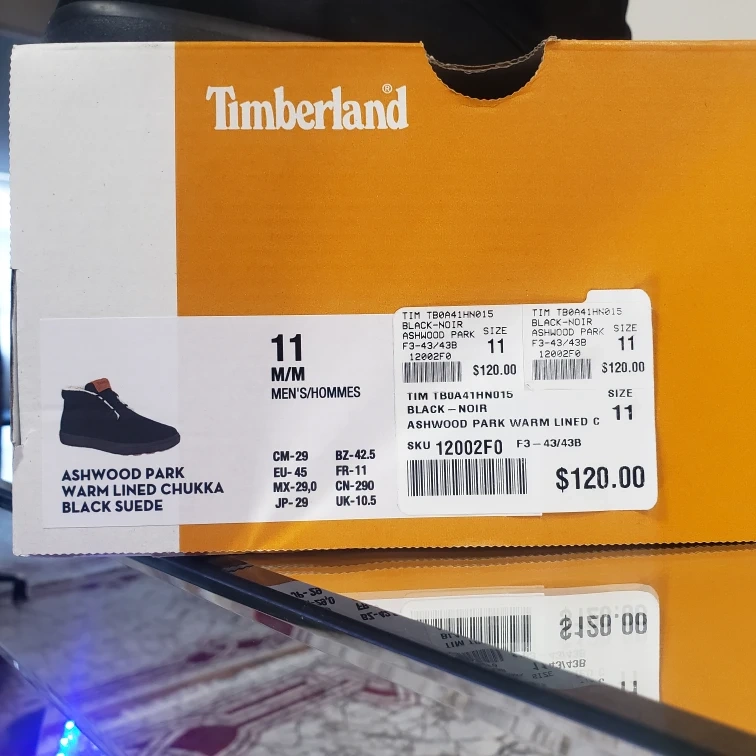 Timberland®
11
M/M
MEN'S/HOMMES
CM-29 BZ-42.5
EU-45 FR-11
MX-29,0 CN-290
JP-29 UK-10.5
ASHWOOD PARK
WARM LINED CHUKKA
BLACK SUEDE
TIM TB0A41HN015
BLACK-NOIR
ASHWOOD PARK SIZE
F3-43/43B 11
12002F0
$120.00
TIM TB0A41HN015
BLACK-NOIR
ASHWOOD PARK SIZE
F3-43/43B 11
12002F0
$120.00
TIM TB0A41HN015 SIZE
BLACK-NOIR 11
ASHWOOD PARK WARM LINED C
SKU 12002F0 F3-43/43B
$120.00
$120.00